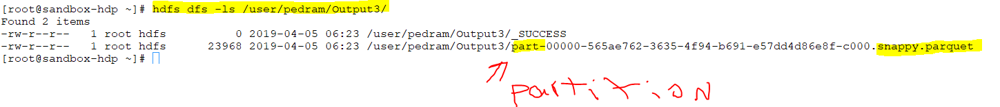 [root@sandbox-hdp ~]# hdfs dfs -ls /user/pedram/Output3/
Found 2 items
-rw-r--r--   1 root hdfs          0 2019-04-05 06:23 /user/pedram/Output3/_SUCCESS
-rw-r--r--   1 root hdfs      23968 2019-04-05 06:23 /user/pedram/Output3/part-00000-565ae762-3635-4f94-b691-e57dd4d86e8f-c000.snappy.parquet
[root@sandbox-hdp ~]#
partition